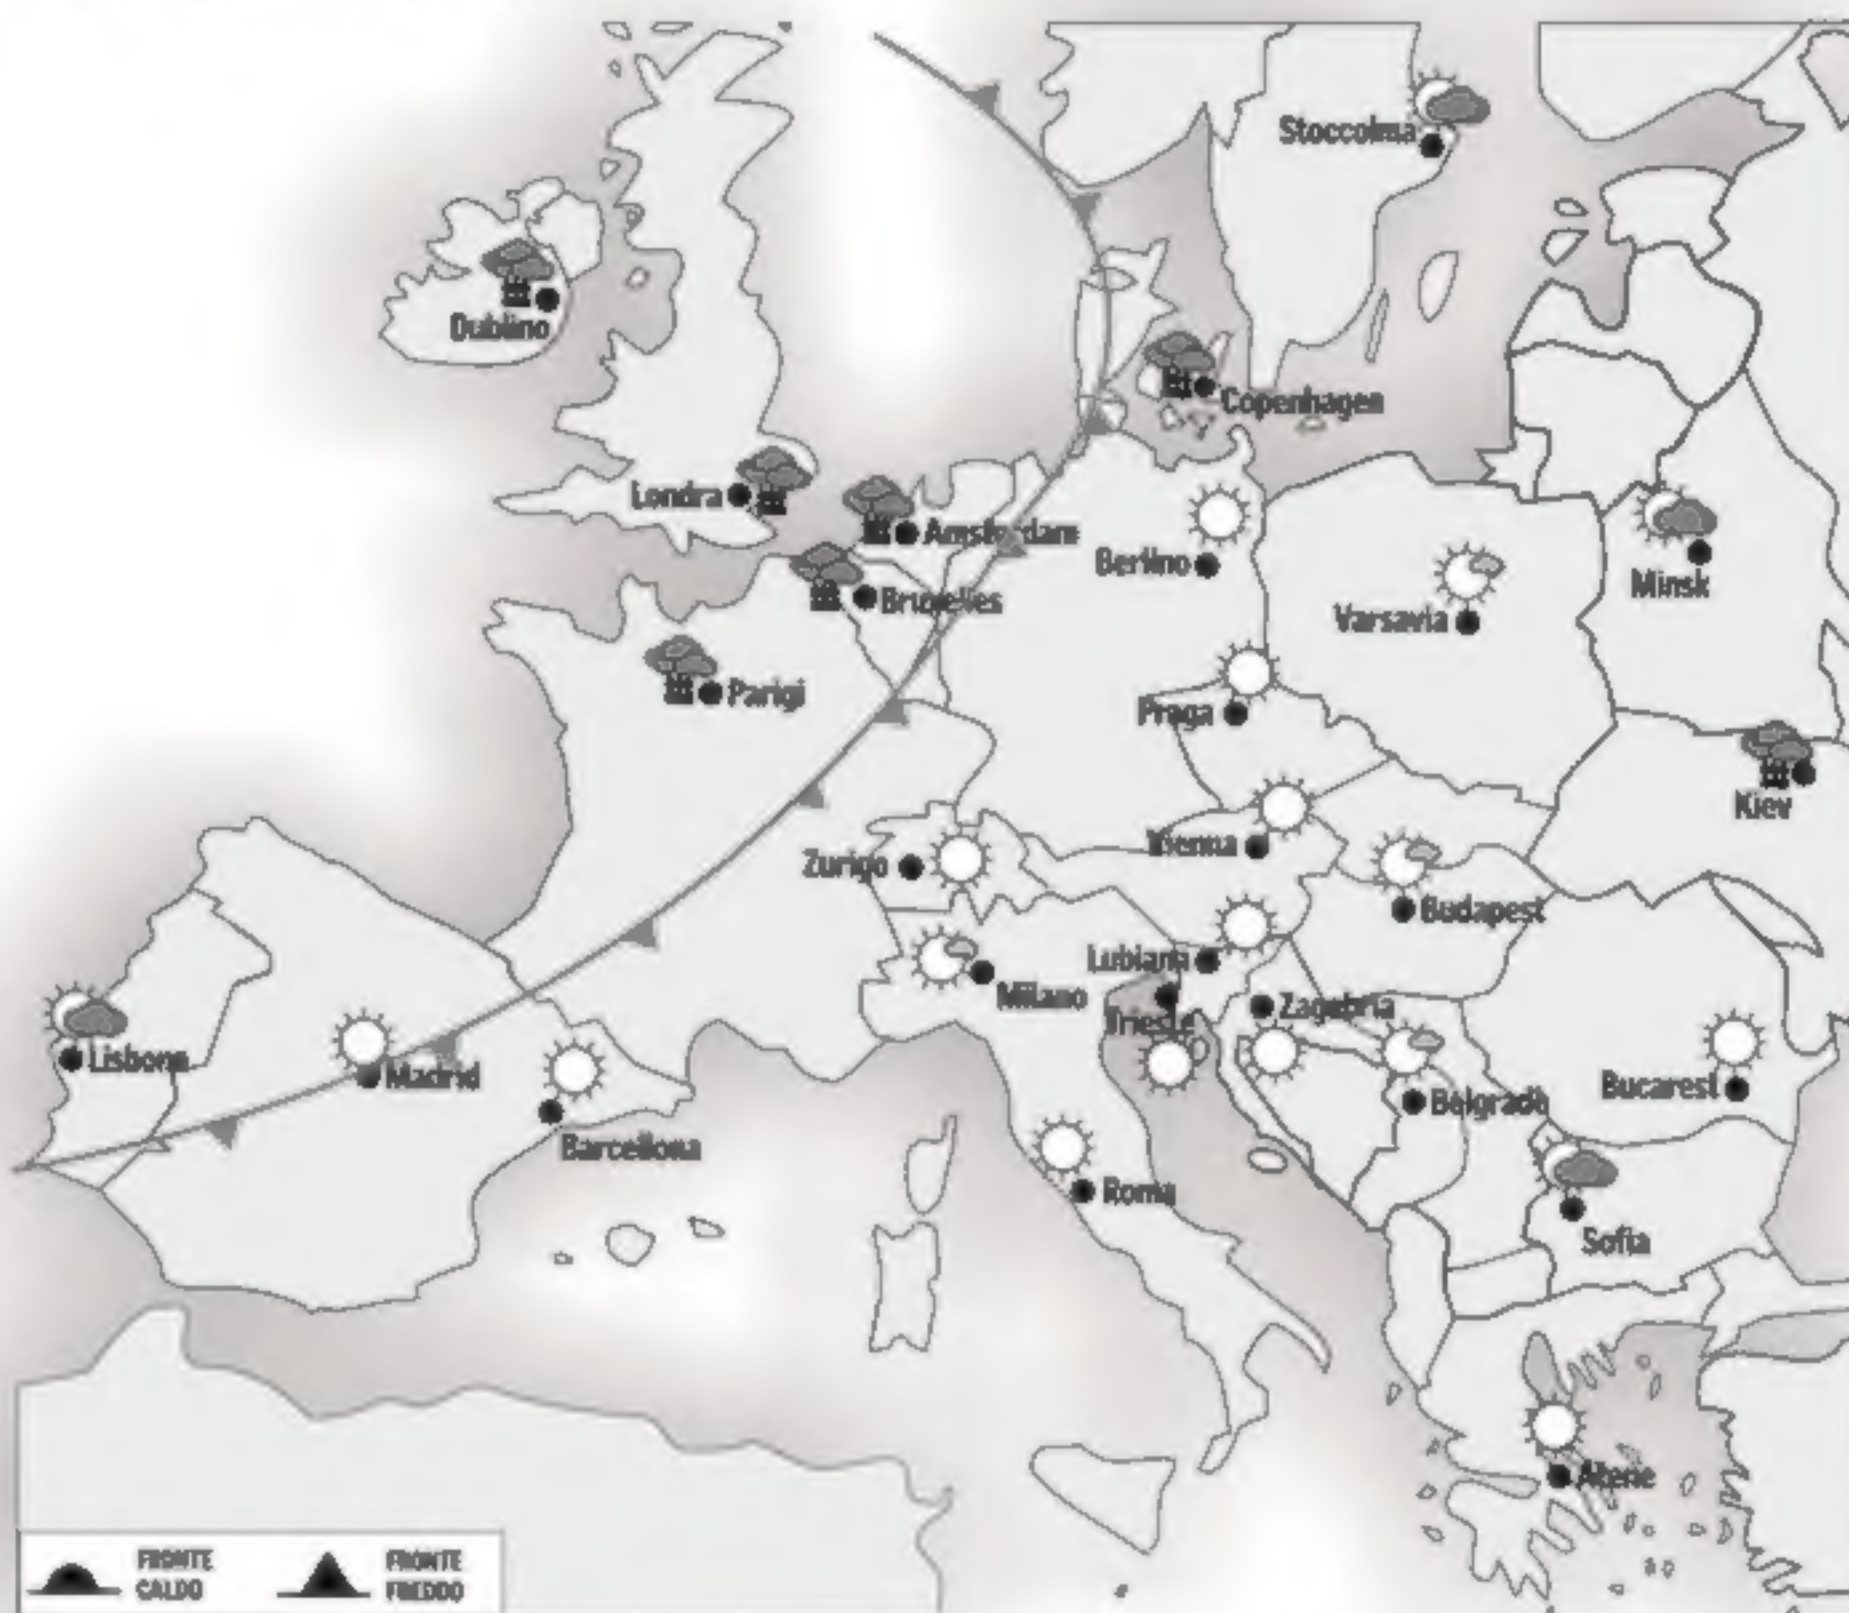 Stoccolma
Dublino
Copenhagen
Londra
Amsterdam
Berlino
Minsk
Bruxelles
Varsavia
Parigi
Praga
Kiev
Vienna
Zurigo
Budapest
Lubiana
Milano
Zagabria
Trieste
Lisbona
Madrid
Bucarest
Belgrado
Barcellona
Roma
Sofia
Atene
FRONTE
CALDO
FRONTE
FREDDO